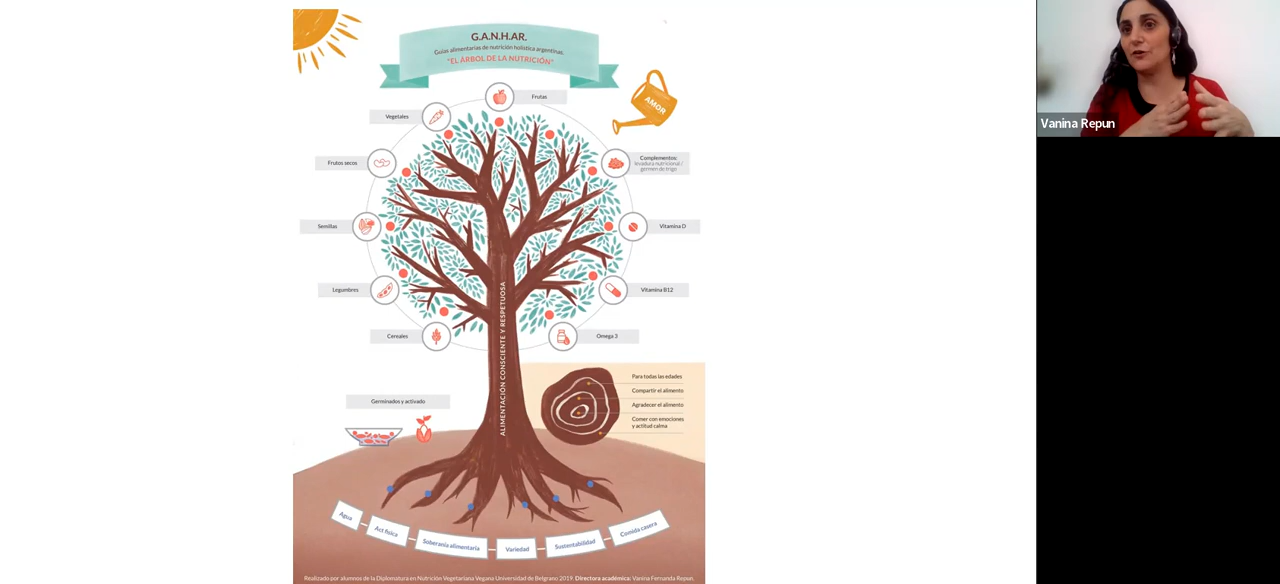 G.A.N.H.AR.
Guías alimentarias de nutrición holística argentinas.
"EL ÁRBOL DE LA NUTRICIÓN"
Frutas
AMOR
Vegetales
Complementos:
levadura nutricional /
germen de trigo
Frutos secos
Semillas
Vitamina D
Legumbres
Vitamina B12
Cereales
Omega 3
ALIMENTACIÓN CONSCIENTE Y RESPETUOSA
Para todas las edades
Compartir el alimento
Agradecer el alimento
Comer con emociones
y actitud calma
Germinados y activado
Agua
Act física
Soberanía alimentaria
Variedad
Sustentabilidad
Comida casera
Realizado por alumnos de la Diplomatura en Nutrición Vegetariana Vegana Universidad de Belgrano 2019. Directora académica: Vanina Fernanda Repun.
Vanina Repun